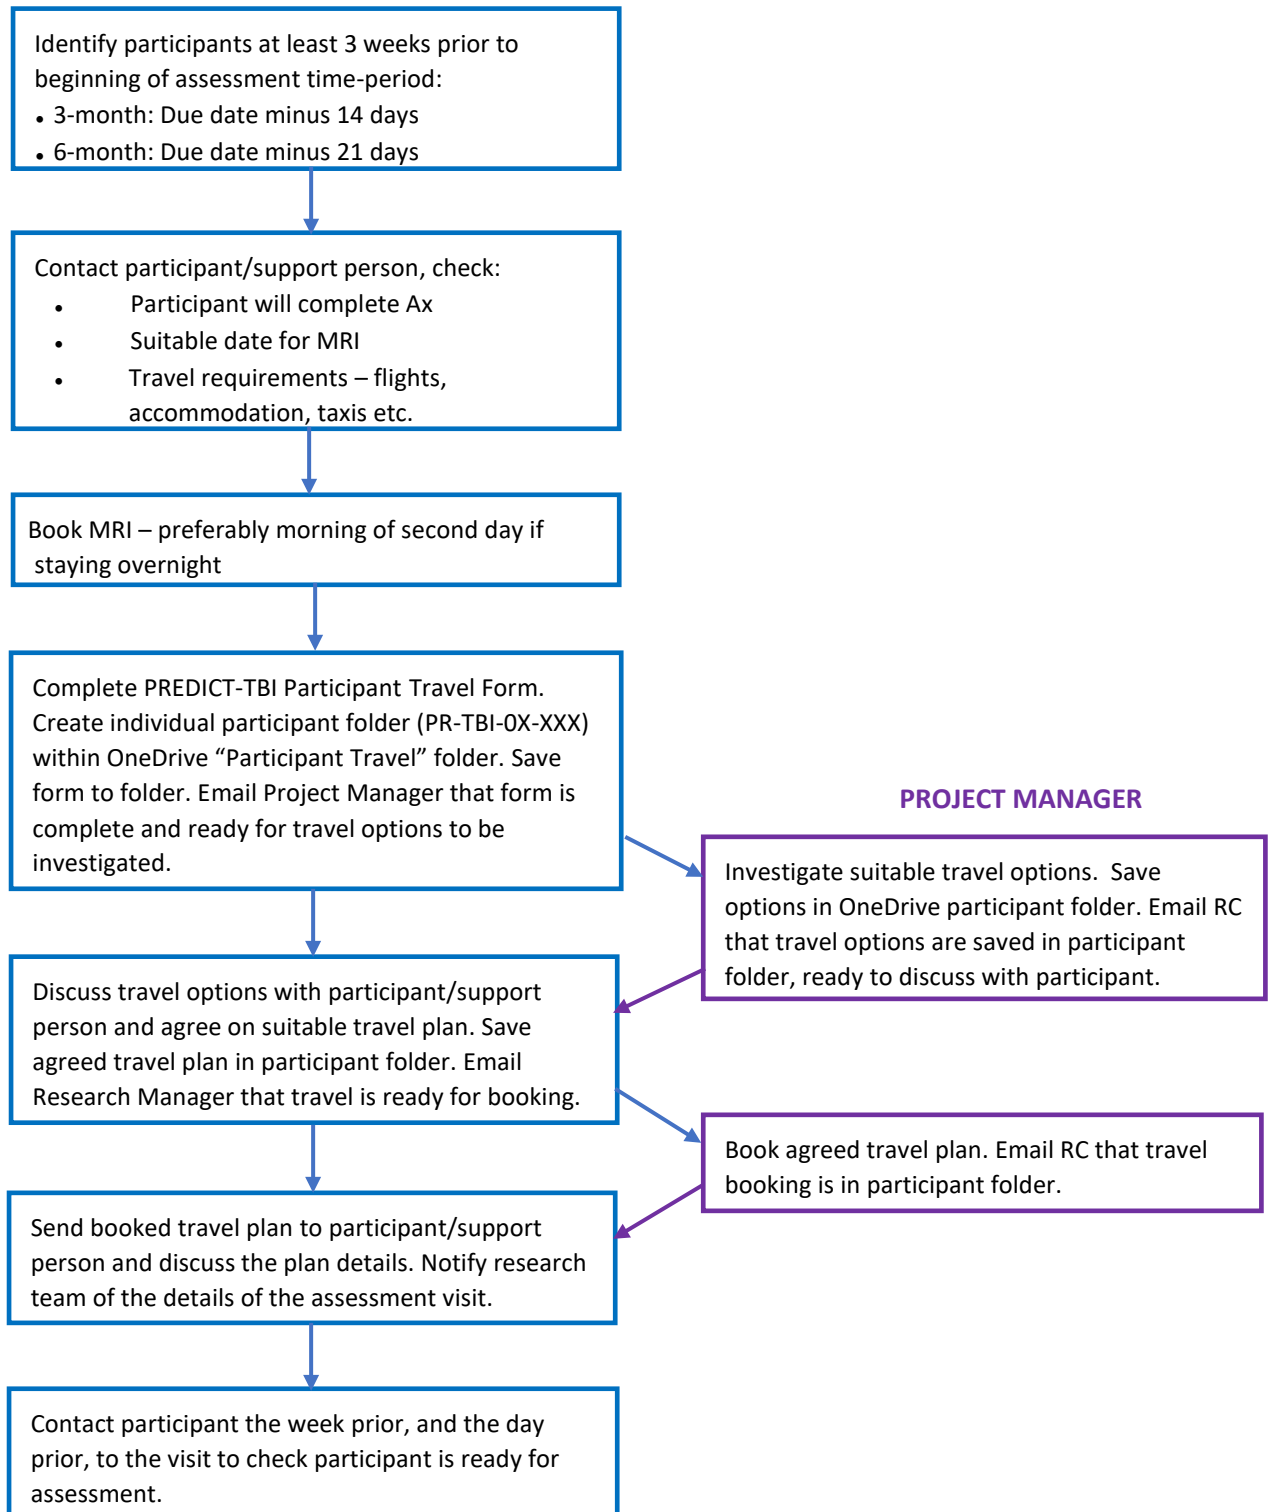 Identify participants at least 3 weeks prior to
beginning of assessment time-period:
• 3-month: Due date minus 14 days
• 6-month: Due date minus 21 days
Contact participant/support person, check:
• Participant will complete Ax
• Suitable date for MRI
• Travel requirements – flights,
accommodation, taxis etc.
Book MRI – preferably morning of second day if
staying overnight
Complete PREDICT-TBI Participant Travel Form.
Create individual participant folder (PR-TBI-0X-XXX)
within OneDrive “Participant Travel” folder. Save
form to folder. Email Project Manager that form is
complete and ready for travel options to be
investigated.
PROJECT MANAGER
Investigate suitable travel options. Save
options in OneDrive participant folder. Email RC
that travel options are saved in participant
folder, ready to discuss with participant.
Discuss travel options with participant/support
person and agree on suitable travel plan. Save
agreed travel plan in participant folder. Email
Research Manager that travel is ready for booking.
Book agreed travel plan. Email RC that travel
booking is in participant folder.
Send booked travel plan to participant/support
person and discuss the plan details. Notify research
team of the details of the assessment visit.
Contact participant the week prior, and the day
prior, to the visit to check participant is ready for
assessment.